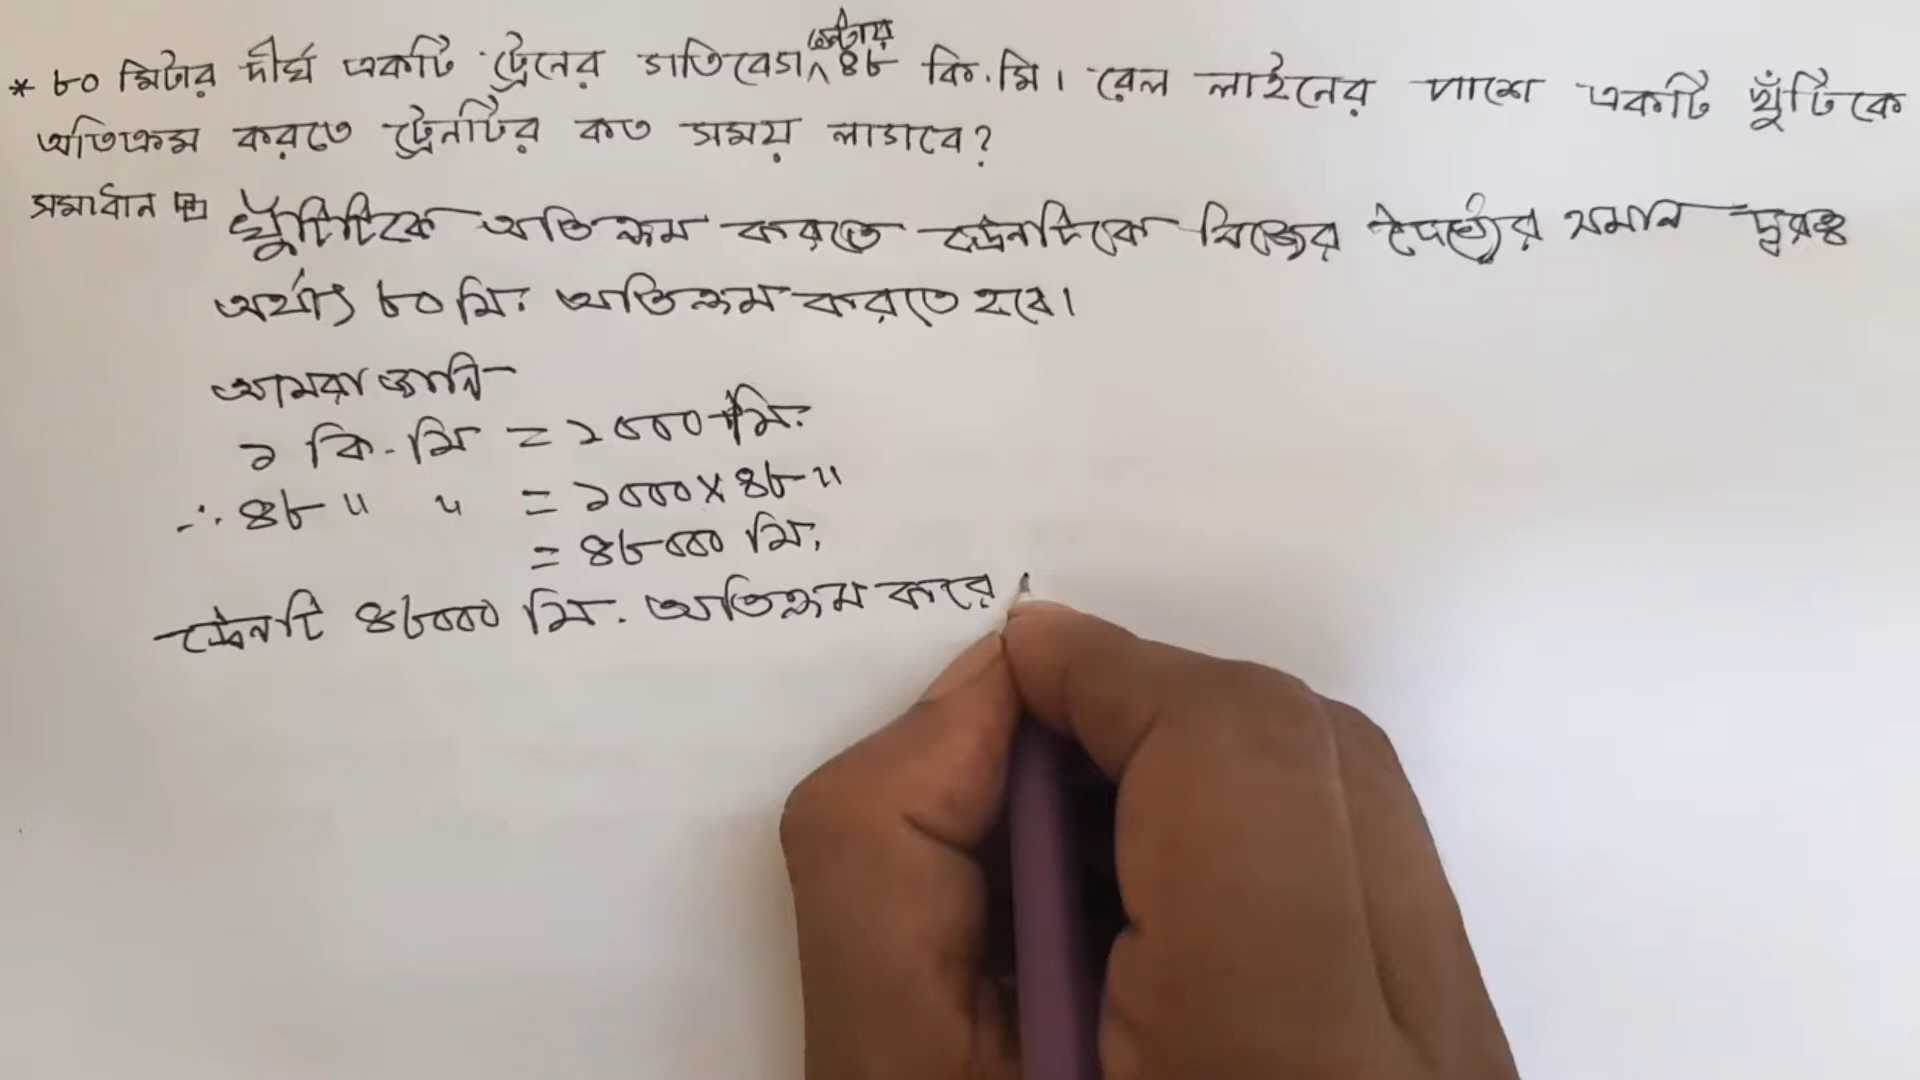 * ৮০ মিটার দীর্ঘ একটি ট্রেনের গতিবেগ ঘন্টায় ৪৮ কি.মি। রেল লাইনের পাশে একটি খুঁটিকে
অতিক্রম করতে ট্রেনটির কত সময় লাগবে?
সমাধান খুঁটিটিকে অতিক্রম করতে ট্রেনটিকে নিজের দৈর্ঘ্যের সমান দূরত্ব
অর্থাৎ ৮০ মি. অতিক্রম করতে হবে।
আমরা জানি-
১ কি.মি = ১০০০ মি.
∴ ৪৮ " " = ১০০০ × ৪৮ "
= ৪৮০০০ মি.
ট্রেনটি ৪৮০০০ মি. অতিক্রম করে